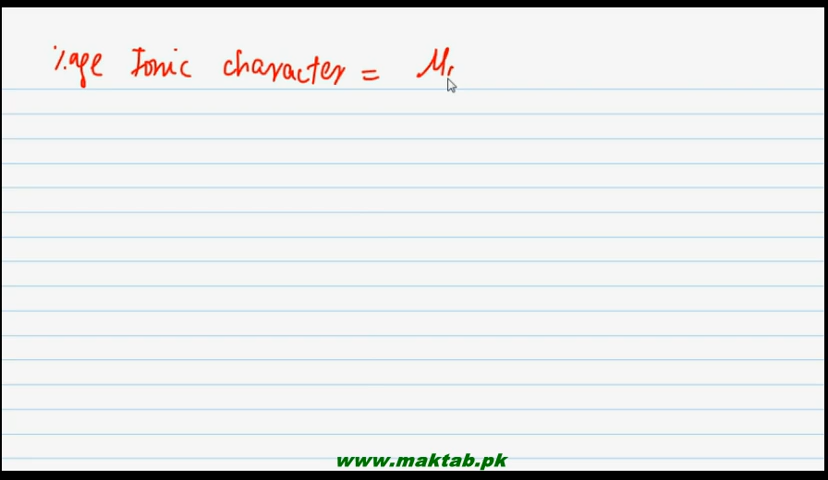 %age Ionic character = μ
www.maktab.pk